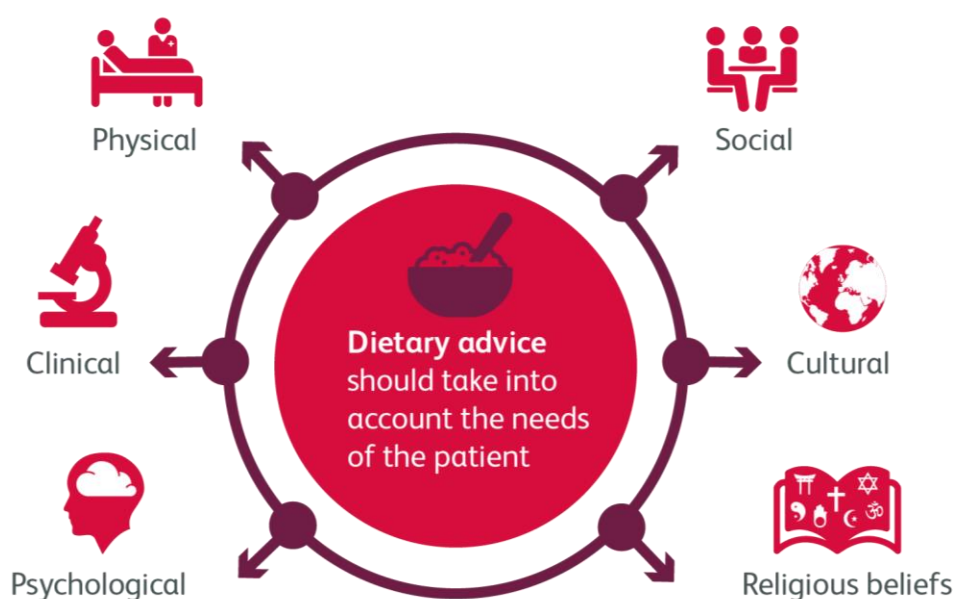 Physical
Social
Clinical
Dietary advice
should take into
account the needs
of the patient
Cultural
Psychological
Religious beliefs